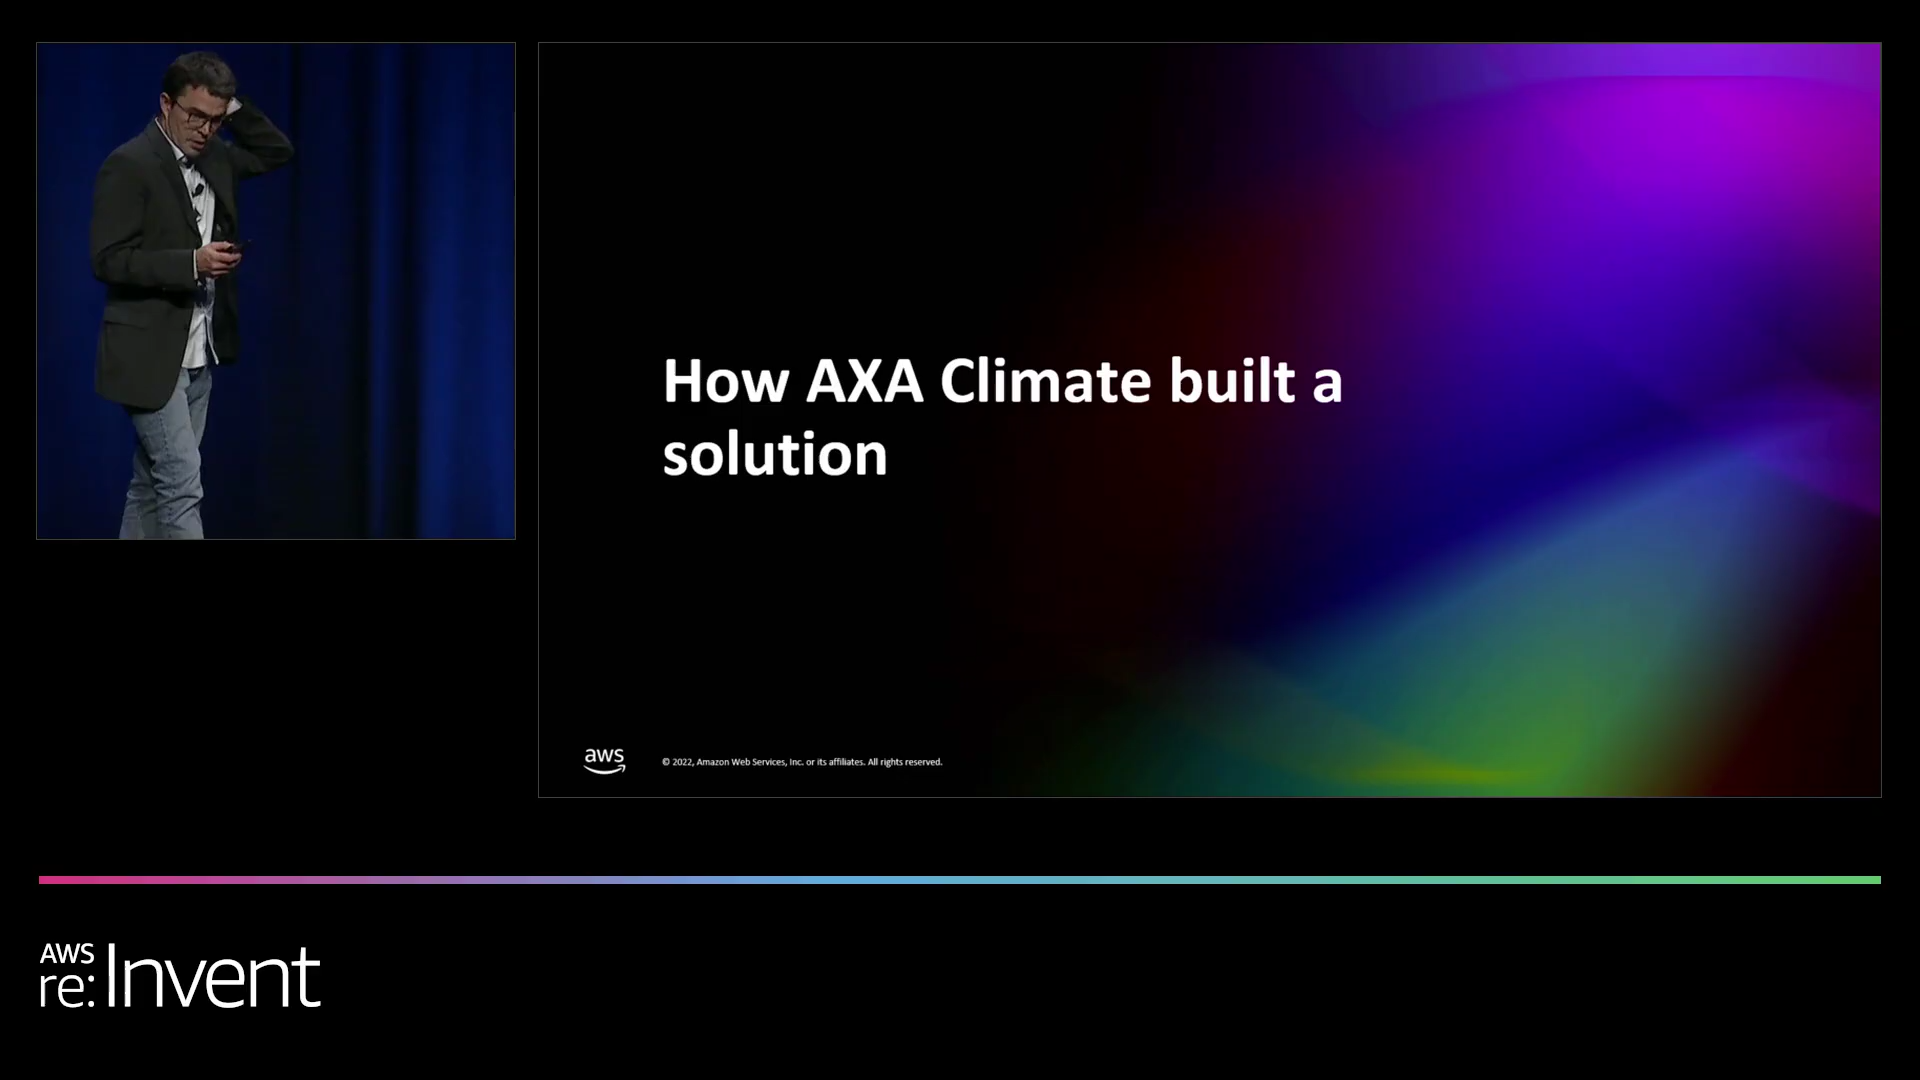 How AXA Climate built a
solution
aws
© 2022, Amazon Web Services, Inc. or its affiliates. All rights reserved.
AWS
re:Invent